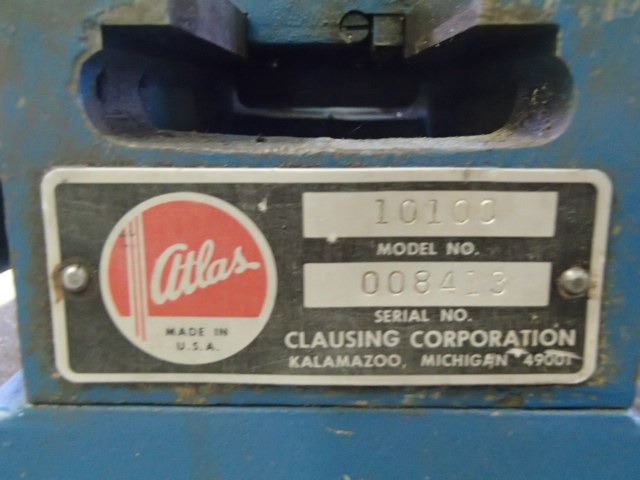 Atlas
MADE IN
U.S.A.
10100
MODEL NO.
008413
SERIAL NO.
CLAUSING CORPORATION
KALAMAZOO, MICHIGAN 49001